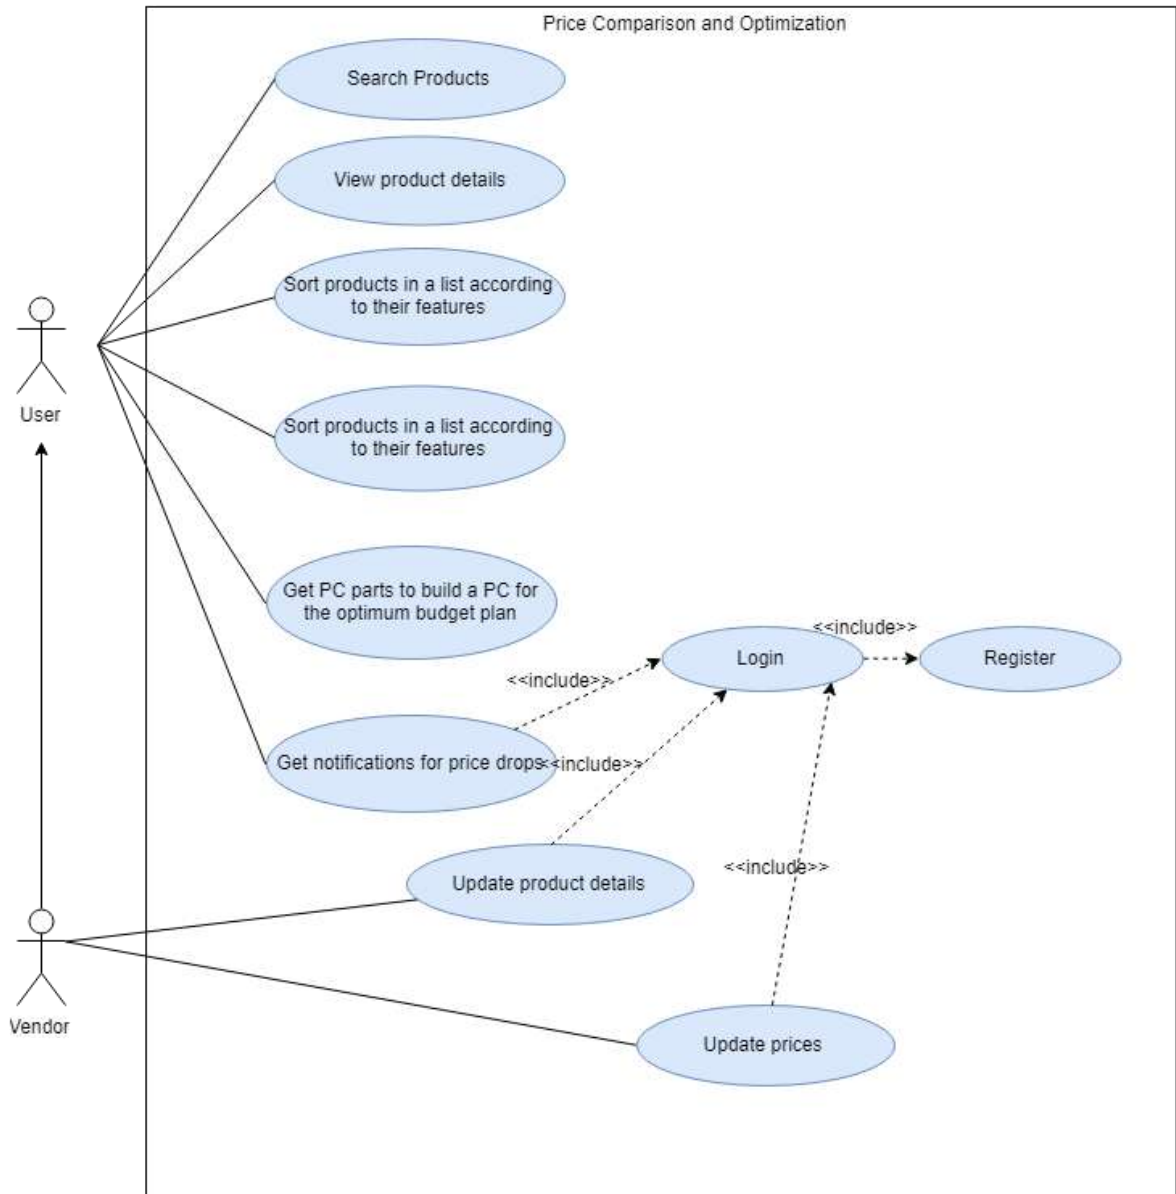 Price Comparison and Optimization
Search Products
View product details
Sort products in a list according
to their features
User
Sort products in a list according
to their features
Get PC parts to build a PC for
the optimum budget plan
<<include>>
Login
Register
<<include>>
Get notifications for price drops
<<include>>
Update product details
<<include>>
Vendor
Update prices